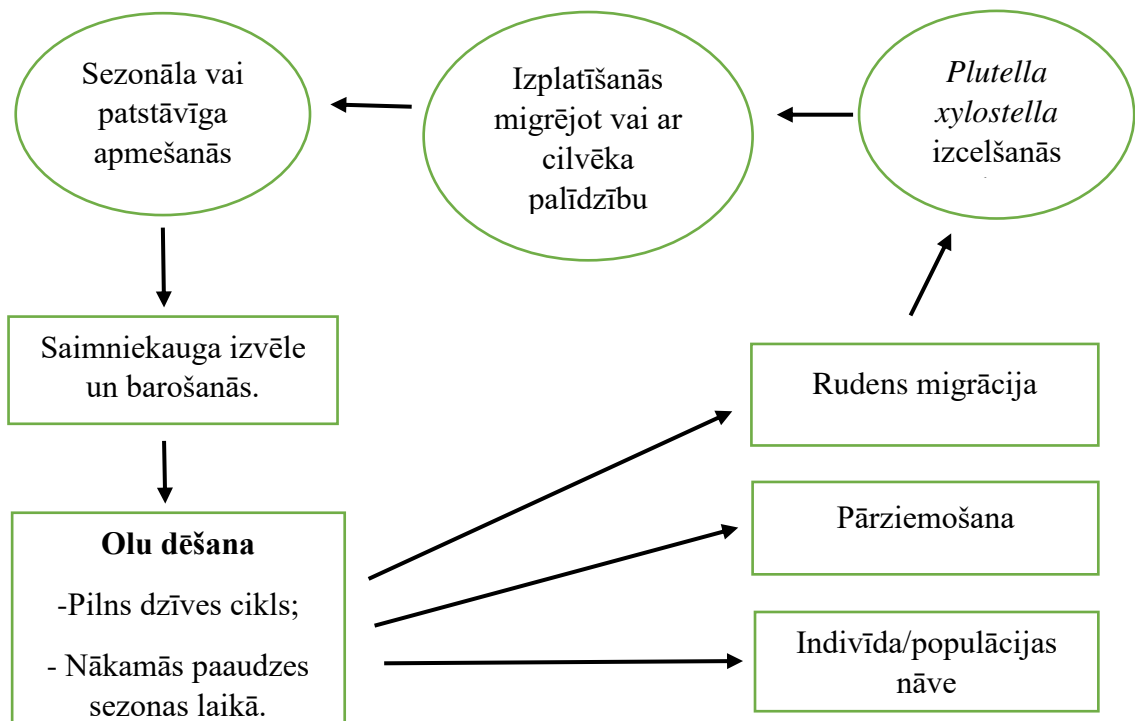 Sezonāla vai
patstāvīga
apmešanās
Izplatīšanās
migrējot vai ar
cilvēka
palīdzību
Plutella
xylostella
izcelšanās
Saimniekauga izvēle
un barošanās.
Rudens migrācija
Olu dēšana
-Pilns dzīves cikls;
- Nākamās paaudzes
sezonas laikā.
Pārziemošana
Indivīda/populācijas
nāve